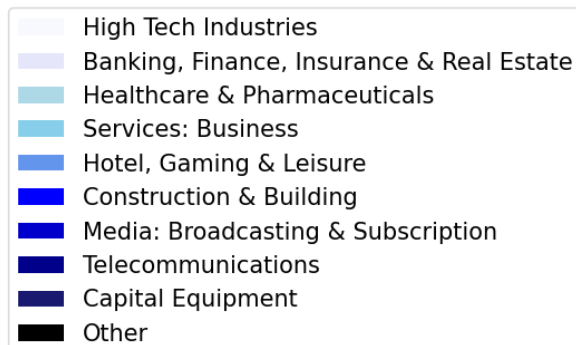 High Tech Industries
Banking, Finance, Insurance & Real Estate
Healthcare & Pharmaceuticals
Services: Business
Hotel, Gaming & Leisure
Construction & Building
Media: Broadcasting & Subscription
Telecommunications
Capital Equipment
Other